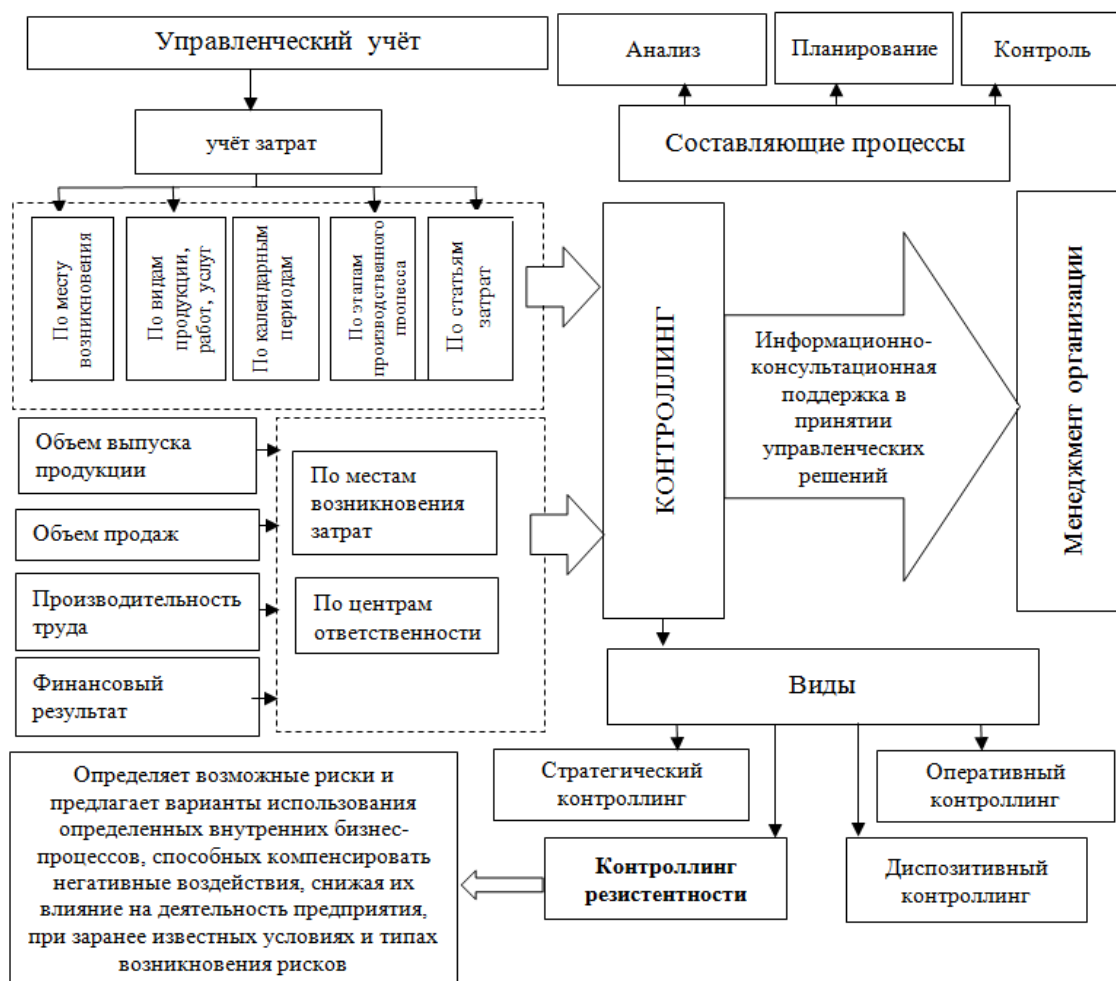 Управленческий учёт
Анализ
Планирование
Контроль
учёт затрат
Составляющие процессы
По месту
возникновения
По видам
продукции,
работ, услуг
По календарным
периодам
По этапам
производственного
процесса
По статьям
затрат
КОНТРОЛЛИНГ
Информационно-
консультационная
поддержка в
принятии
управленческих
решений
Менеджмент организации
Объем выпуска
продукции
Объем продаж
Производительность
труда
Финансовый
результат
По местам
возникновения
затрат
По центрам
ответственности
Виды
Стратегический
контроллинг
Оперативный
контроллинг
Контроллинг
резистентности
Диспозитивный
контроллинг
Определяет возможные риски и
предлагает варианты использования
определенных внутренних бизнес-
процессов, способных компенсировать
негативные воздействия, снижая их
влияние на деятельность предприятия,
при заранее известных условиях и типах
возникновения рисков